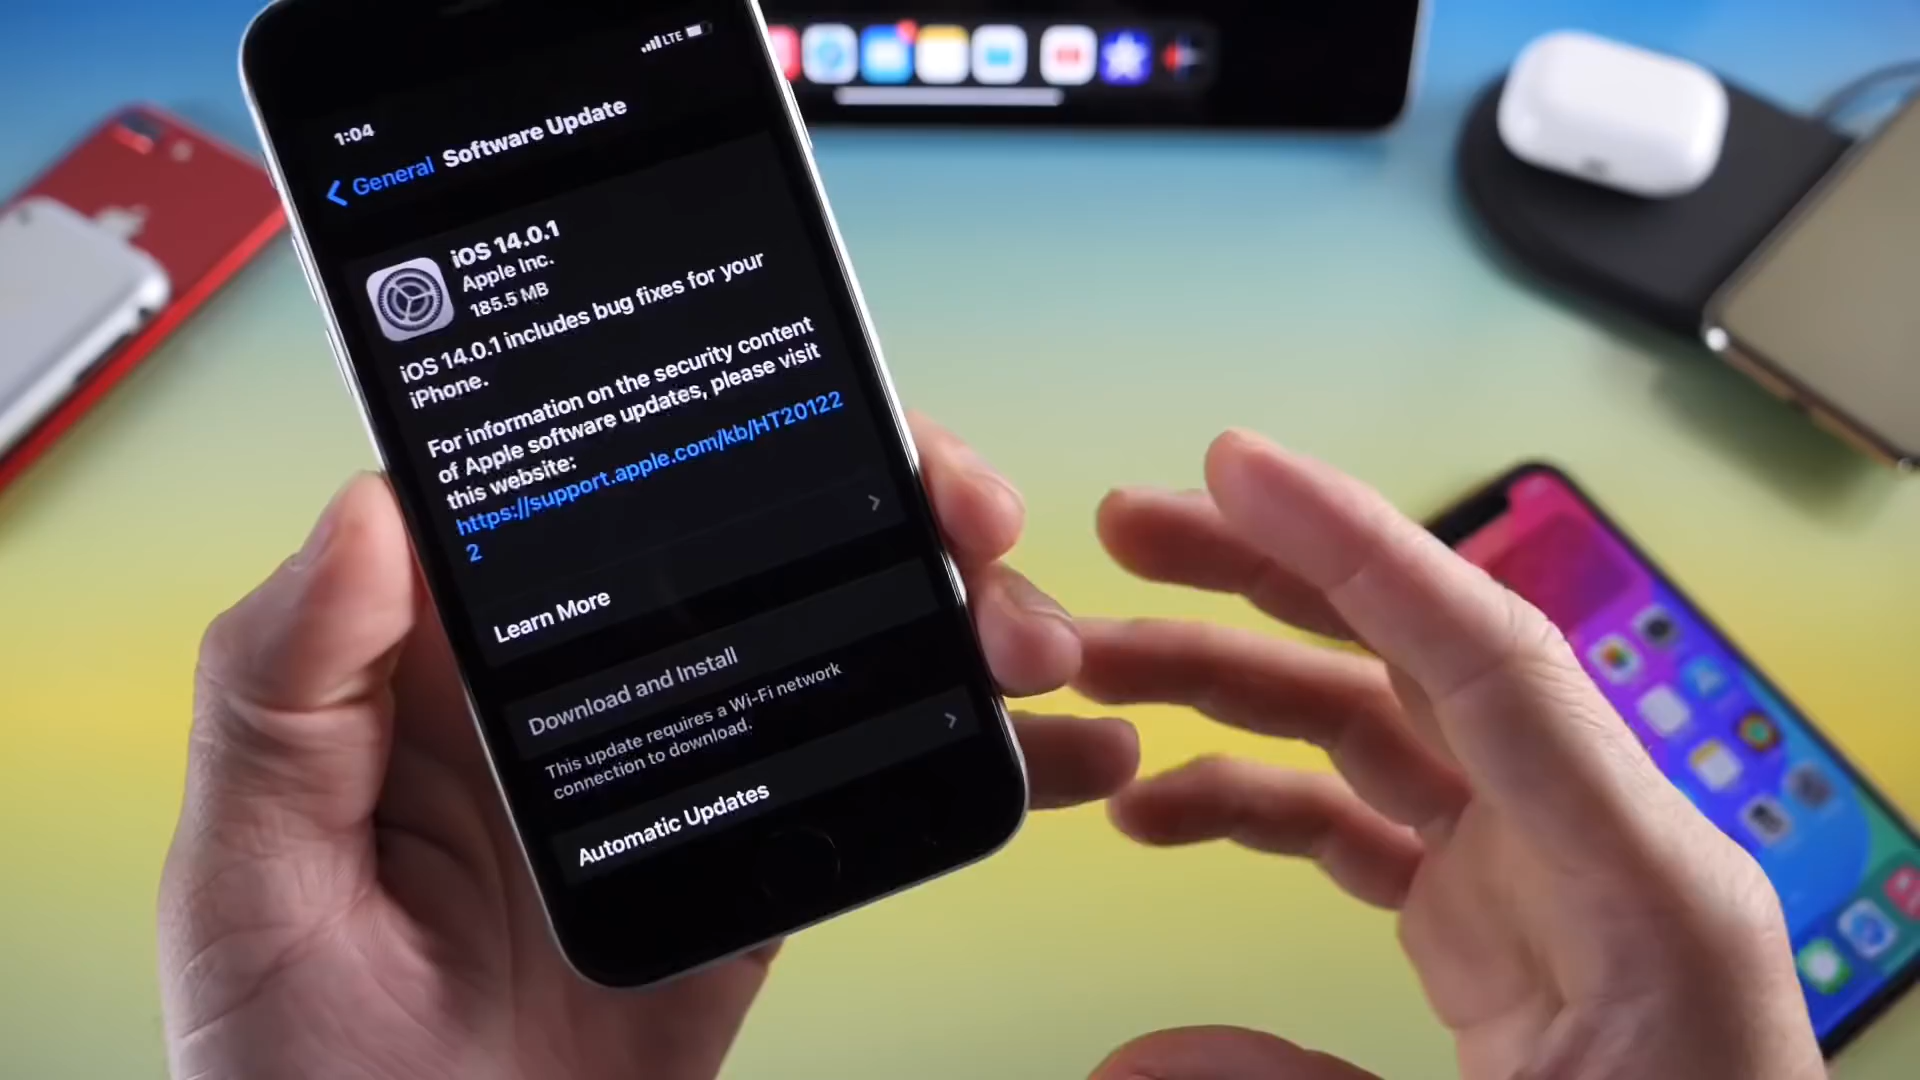 LTE
1:04
General
Software Update
iOS 14.0.1
Apple Inc.
185.5 MB
iOS 14.0.1 includes bug fixes for your
iPhone.
For information on the security content
of Apple software updates, please visit
this website:
https://support.apple.com/kb/HT20122
2
Learn More
Download and Install
This update requires a Wi-Fi network
connection to download.
Automatic Updates